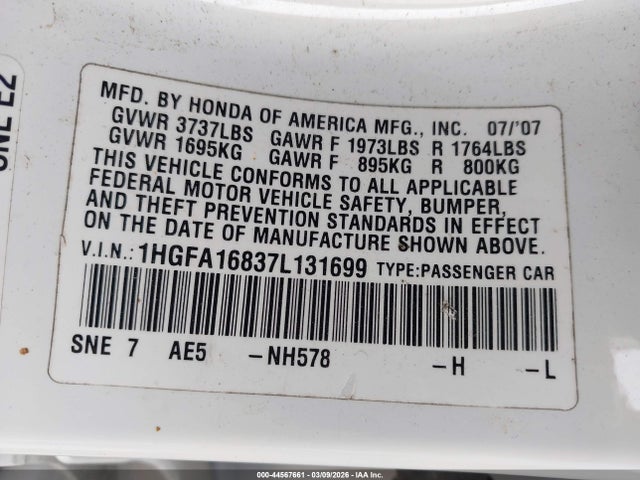 SNE E2
MFD. BY HONDA OF AMERICA MFG., INC. 07/'07
GVWR 3737LBS GAWR F 1973LBS R 1764LBS
GVWR 1695KG GAWR F 895KG R 800KG
THIS VEHICLE CONFORMS TO ALL APPLICABLE
FEDERAL MOTOR VEHICLE SAFETY, BUMPER,
AND THEFT PREVENTION STANDARDS IN EFFECT
ON THE DATE OF MANUFACTURE SHOWN ABOVE.
V.I.N.: 1HGFA16837L131699 TYPE:PASSENGER CAR
SNE 7 AE5 -NH578 -H -L
000-44567661 | 03/09/2026 | IAA Inc.